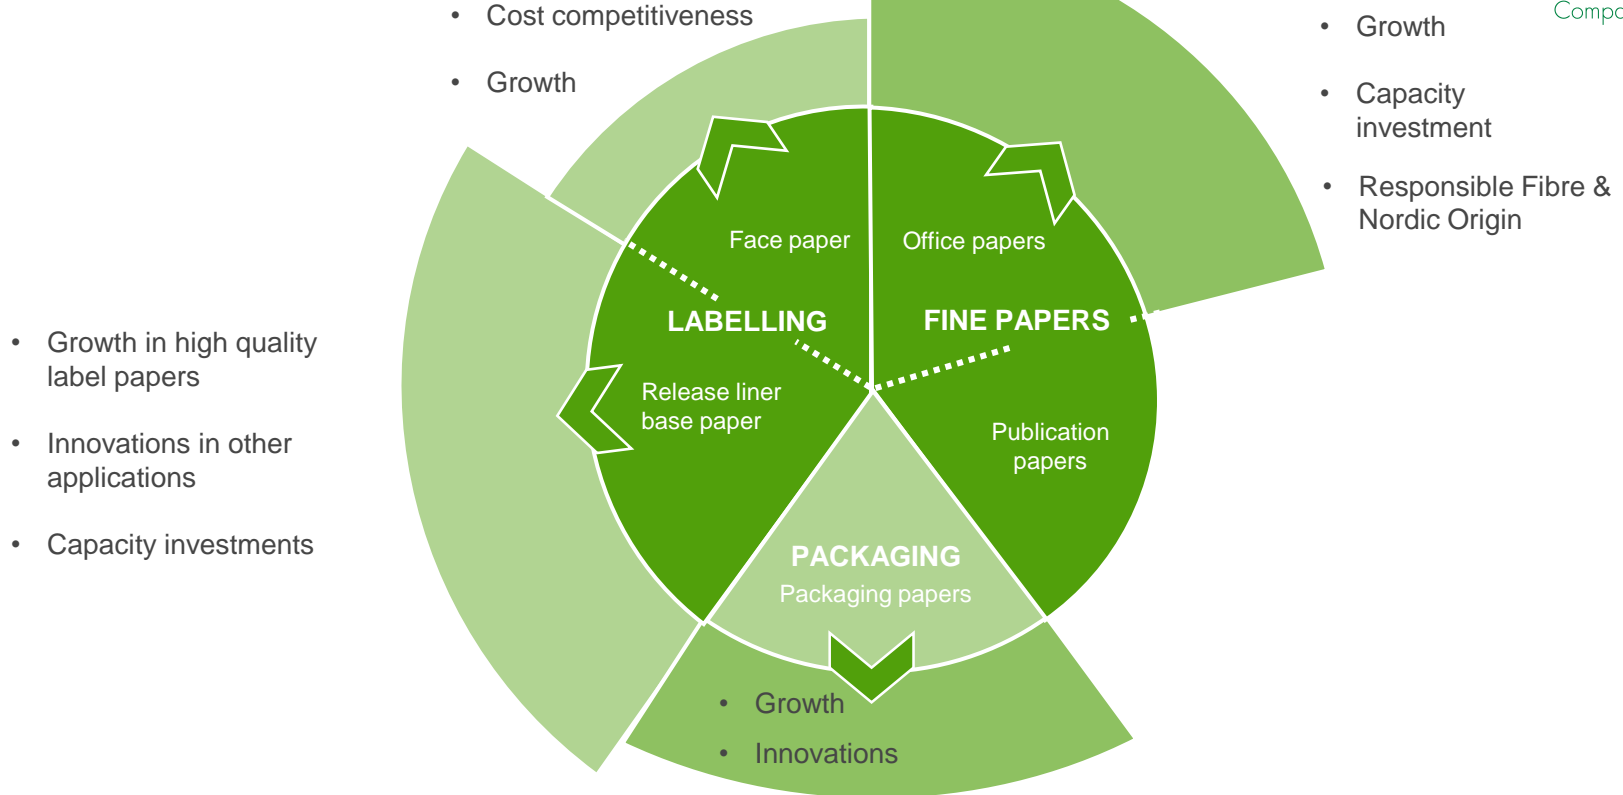 • Cost competitiveness
• Growth
• Growth
• Capacity
investment
• Responsible Fibre &
Nordic Origin
Face paper
Office papers
LABELLING
FINE PAPERS
• Growth in high quality
label papers
• Innovations in other
applications
• Capacity investments
Release liner
base paper
Publication
papers
PACKAGING
Packaging papers
• Growth
• Innovations